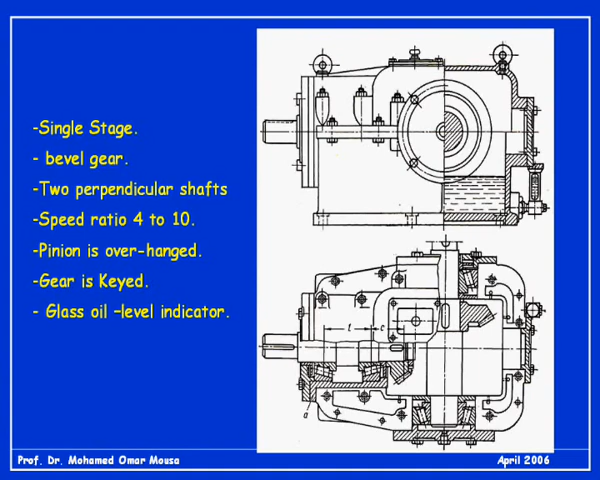 -Single Stage.
- bevel gear.
-Two perpendicular shafts
-Speed ratio 4 to 10.
-Pinion is over-hanged.
-Gear is Keyed.
- Glass oil -level indicator.
l
c
a
Prof. Dr. Mohamed Omar Mousa
April 2006